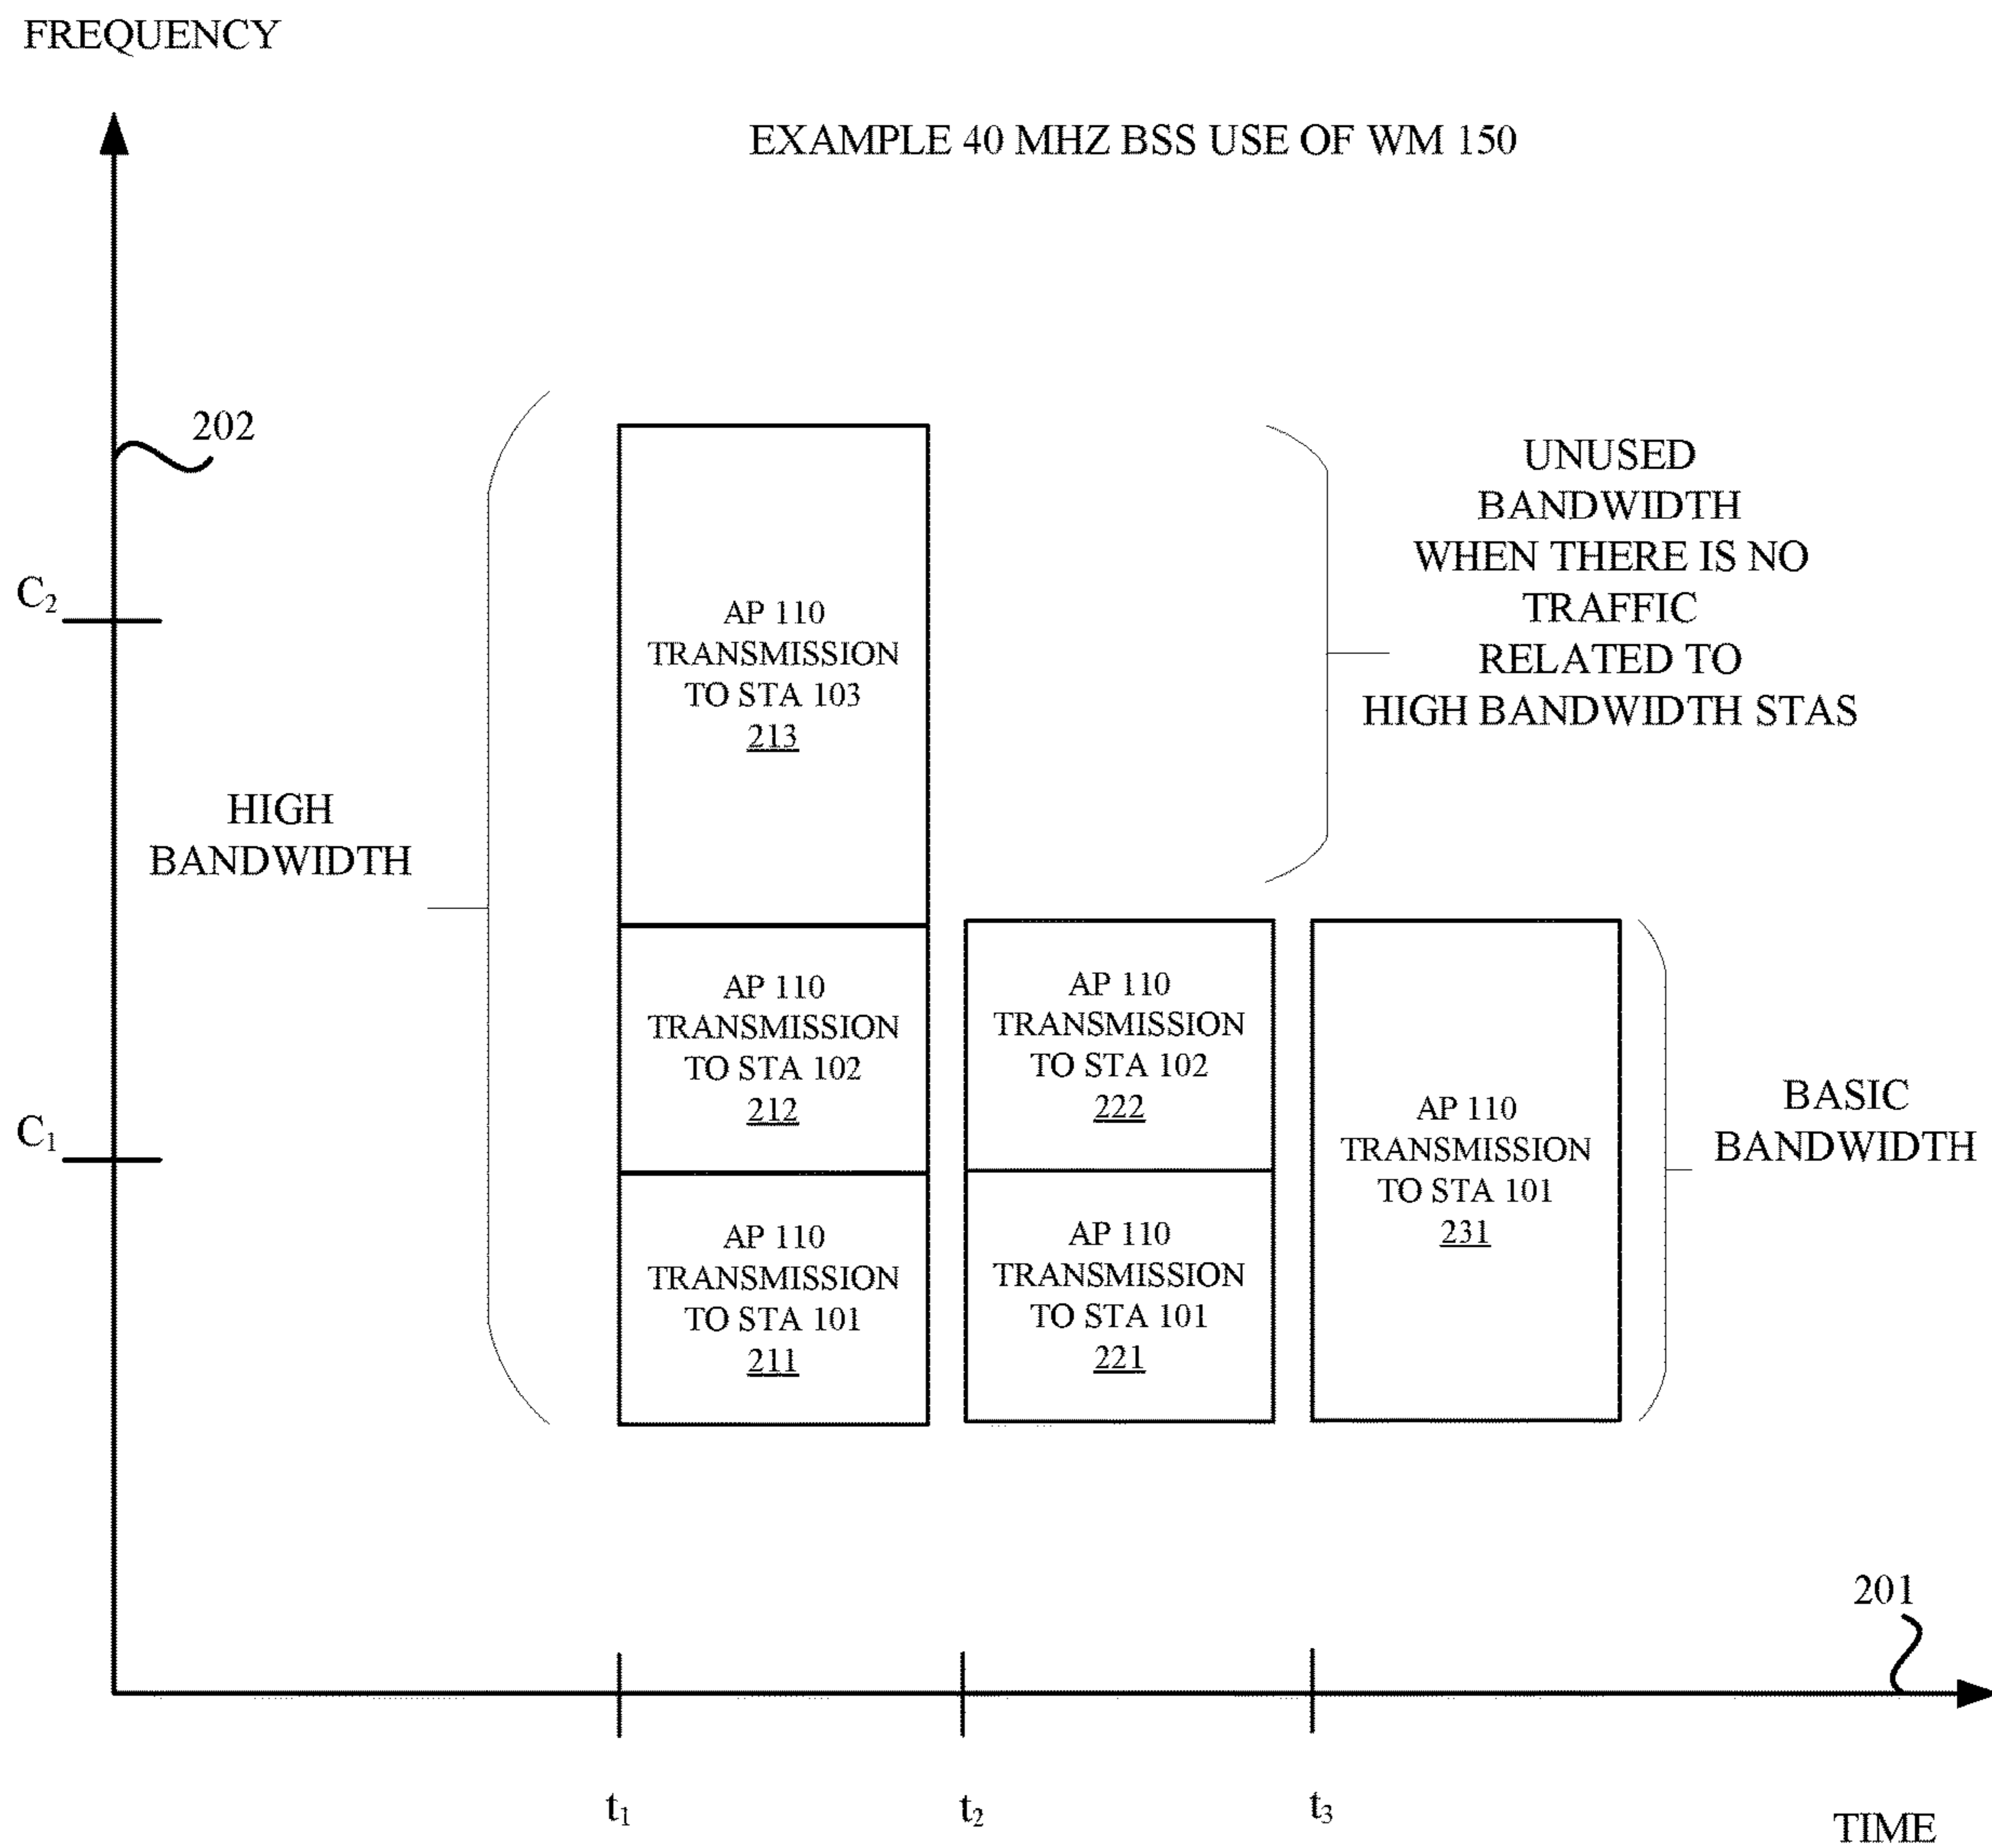 FREQUENCY
EXAMPLE 40 MHZ BSS USE OF WM 150
202
C₂
C₁
HIGH
BANDWIDTH
AP 110
TRANSMISSION
TO STA 103
213
AP 110
TRANSMISSION
TO STA 102
212
AP 110
TRANSMISSION
TO STA 101
211
AP 110
TRANSMISSION
TO STA 102
222
AP 110
TRANSMISSION
TO STA 101
221
AP 110
TRANSMISSION
TO STA 101
231
UNUSED
BANDWIDTH
WHEN THERE IS NO
TRAFFIC
RELATED TO
HIGH BANDWIDTH STAS
BASIC
BANDWIDTH
201
t₁
t₂
t₃
TIME